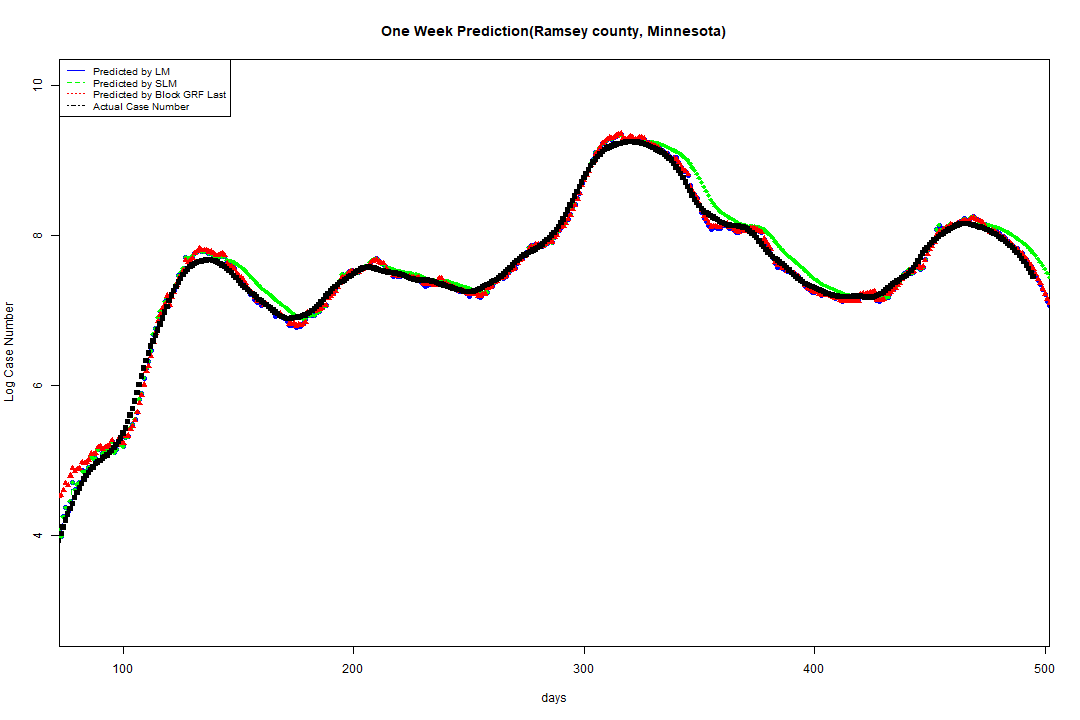 One Week Prediction(Ramsey county, Minnesota)
Predicted by LM
Predicted by SLM
Predicted by Block GRF Last
Actual Case Number
10
8
6
4
Log Case Number
100 200 300 400 500
days